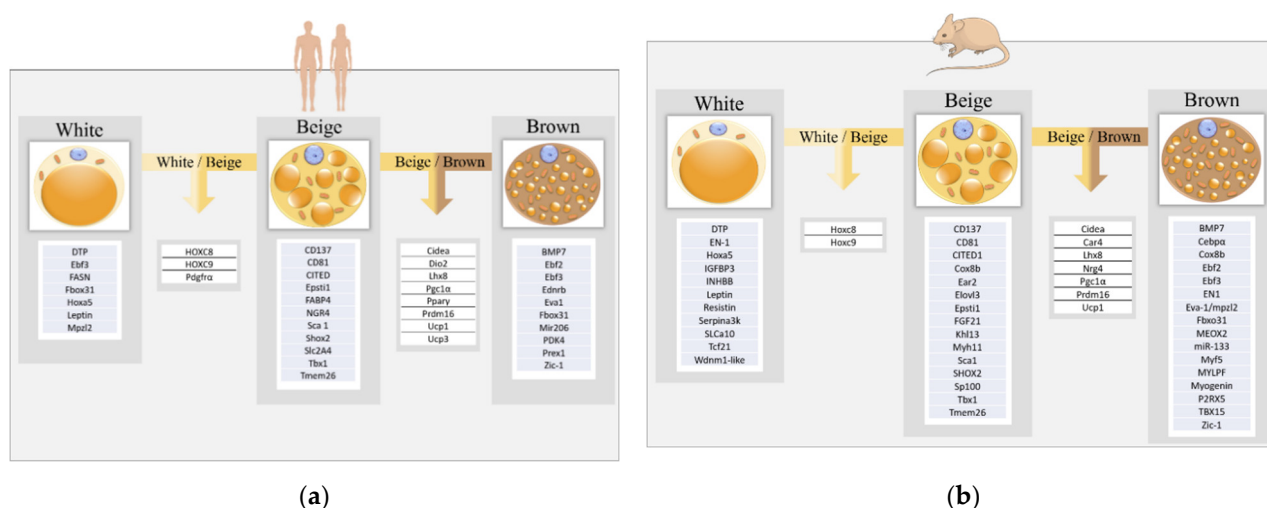 White
White / Beige
Beige
Beige / Brown
Brown
DTP
Ebf3
FASN
Fbox31
Hoxa5
Leptin
Mpzl2
HOXC8
HOXC9
Pdgfrα
CD137
CD81
CITED
Epsti1
FABP4
NGR4
Sca 1
Shox2
Slc2A4
Tbx1
Tmem26
Cidea
Dio2
Lhx8
Pgc1α
Ppary
Prdm16
Ucp1
Ucp3
BMP7
Ebf2
Ebf3
Ednrb
Eva1
Fbox31
Mir206
PDK4
Prex1
Zic-1
(a)
White
White / Beige
Beige
Beige / Brown
Brown
DTP
EN-1
Hoxa5
IGFBP3
INHBB
Leptin
Resistin
Serpina3k
SLCa10
Tcf21
Wdnm1-like
Hoxc8
Hoxc9
CD137
CD81
CITED1
Cox8b
Ear2
Elovl3
Epsti1
FGF21
Khl13
Myh11
Sca1
SHOX2
Sp100
Tbx1
Tmem26
Cidea
Car4
Lhx8
Nrg4
Pgc1α
Prdm16
Ucp1
BMP7
Cebpα
Cox8b
Ebf2
Ebf3
EN1
Eva-1/mpzl2
Fbxo31
MEOX2
miR-133
Myf5
MYLPF
Myogenin
P2RX5
TBX15
Zic-1
(b)